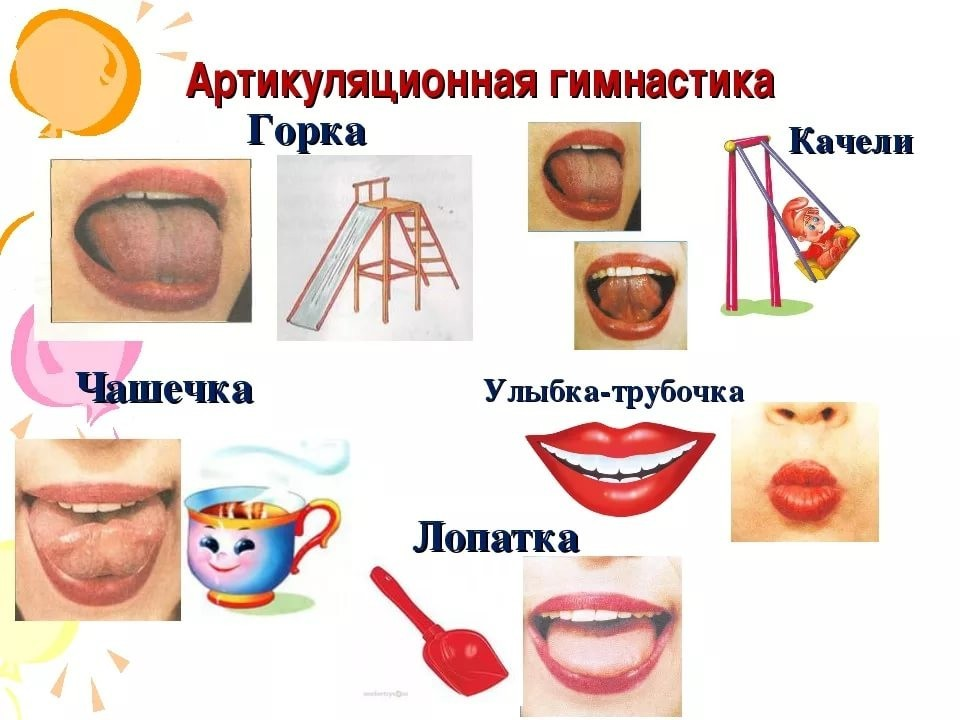 Артикуляционная гимнастика
Горка
Качели
Чашечка
Улыбка-трубочка
Лопатка